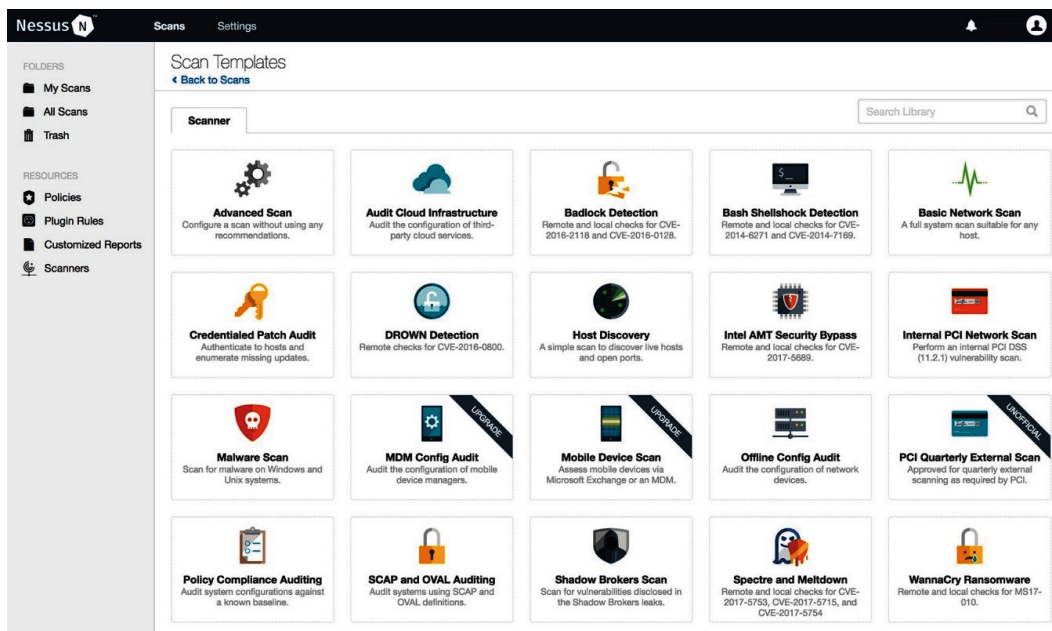 Nessus N
Scans
Settings
FOLDERS
My Scans
All Scans
Trash
RESOURCES
Policies
Plugin Rules
Customized Reports
Scanners
Scan Templates
Back to Scans
Scanner
Search Library
Advanced Scan
Configure a scan without using any
recommendations.
Audit Cloud Infrastructure
Audit the configuration of third-
party cloud services.
Badlock Detection
Remote and local checks for CVE-
2016-2118 and CVE-2016-0128.
Bash Shellshock Detection
Remote and local checks for CVE-
2014-6271 and CVE-2014-7169.
Basic Network Scan
A full system scan suitable for any
host.
Credentialed Patch Audit
Authenticate to hosts and
enumerate missing updates.
DROWN Detection
Remote checks for CVE-2016-0800.
Host Discovery
A simple scan to discover live hosts
and open ports.
Intel AMT Security Bypass
Remote and local checks for CVE-
2017-5689.
Internal PCI Network Scan
Perform an internal PCI DSS
(11.2.1) vulnerability scan.
Malware Scan
Scan for malware on Windows and
Unix systems.
UPGRADE
MDM Config Audit
Audit the configuration of mobile
device managers.
UPGRADE
Mobile Device Scan
Assess mobile devices via
Microsoft Exchange or an MDM.
Offline Config Audit
Audit the configuration of network
devices.
UNOFFICIAL
PCI Quarterly External Scan
Approved for quarterly external
scanning as required by PCI.
Policy Compliance Auditing
Audit system configurations against
a known baseline.
SCAP and OVAL Auditing
Audit systems using SCAP and
OVAL definitions.
Shadow Brokers Scan
Scan for vulnerabilities disclosed in
the Shadow Brokers leaks.
Spectre and Meltdown
Remote and local checks for CVE-
2017-5753, CVE-2017-5715, and
CVE-2017-5754
WannaCry Ransomware
Remote and local checks for MS17-
010.